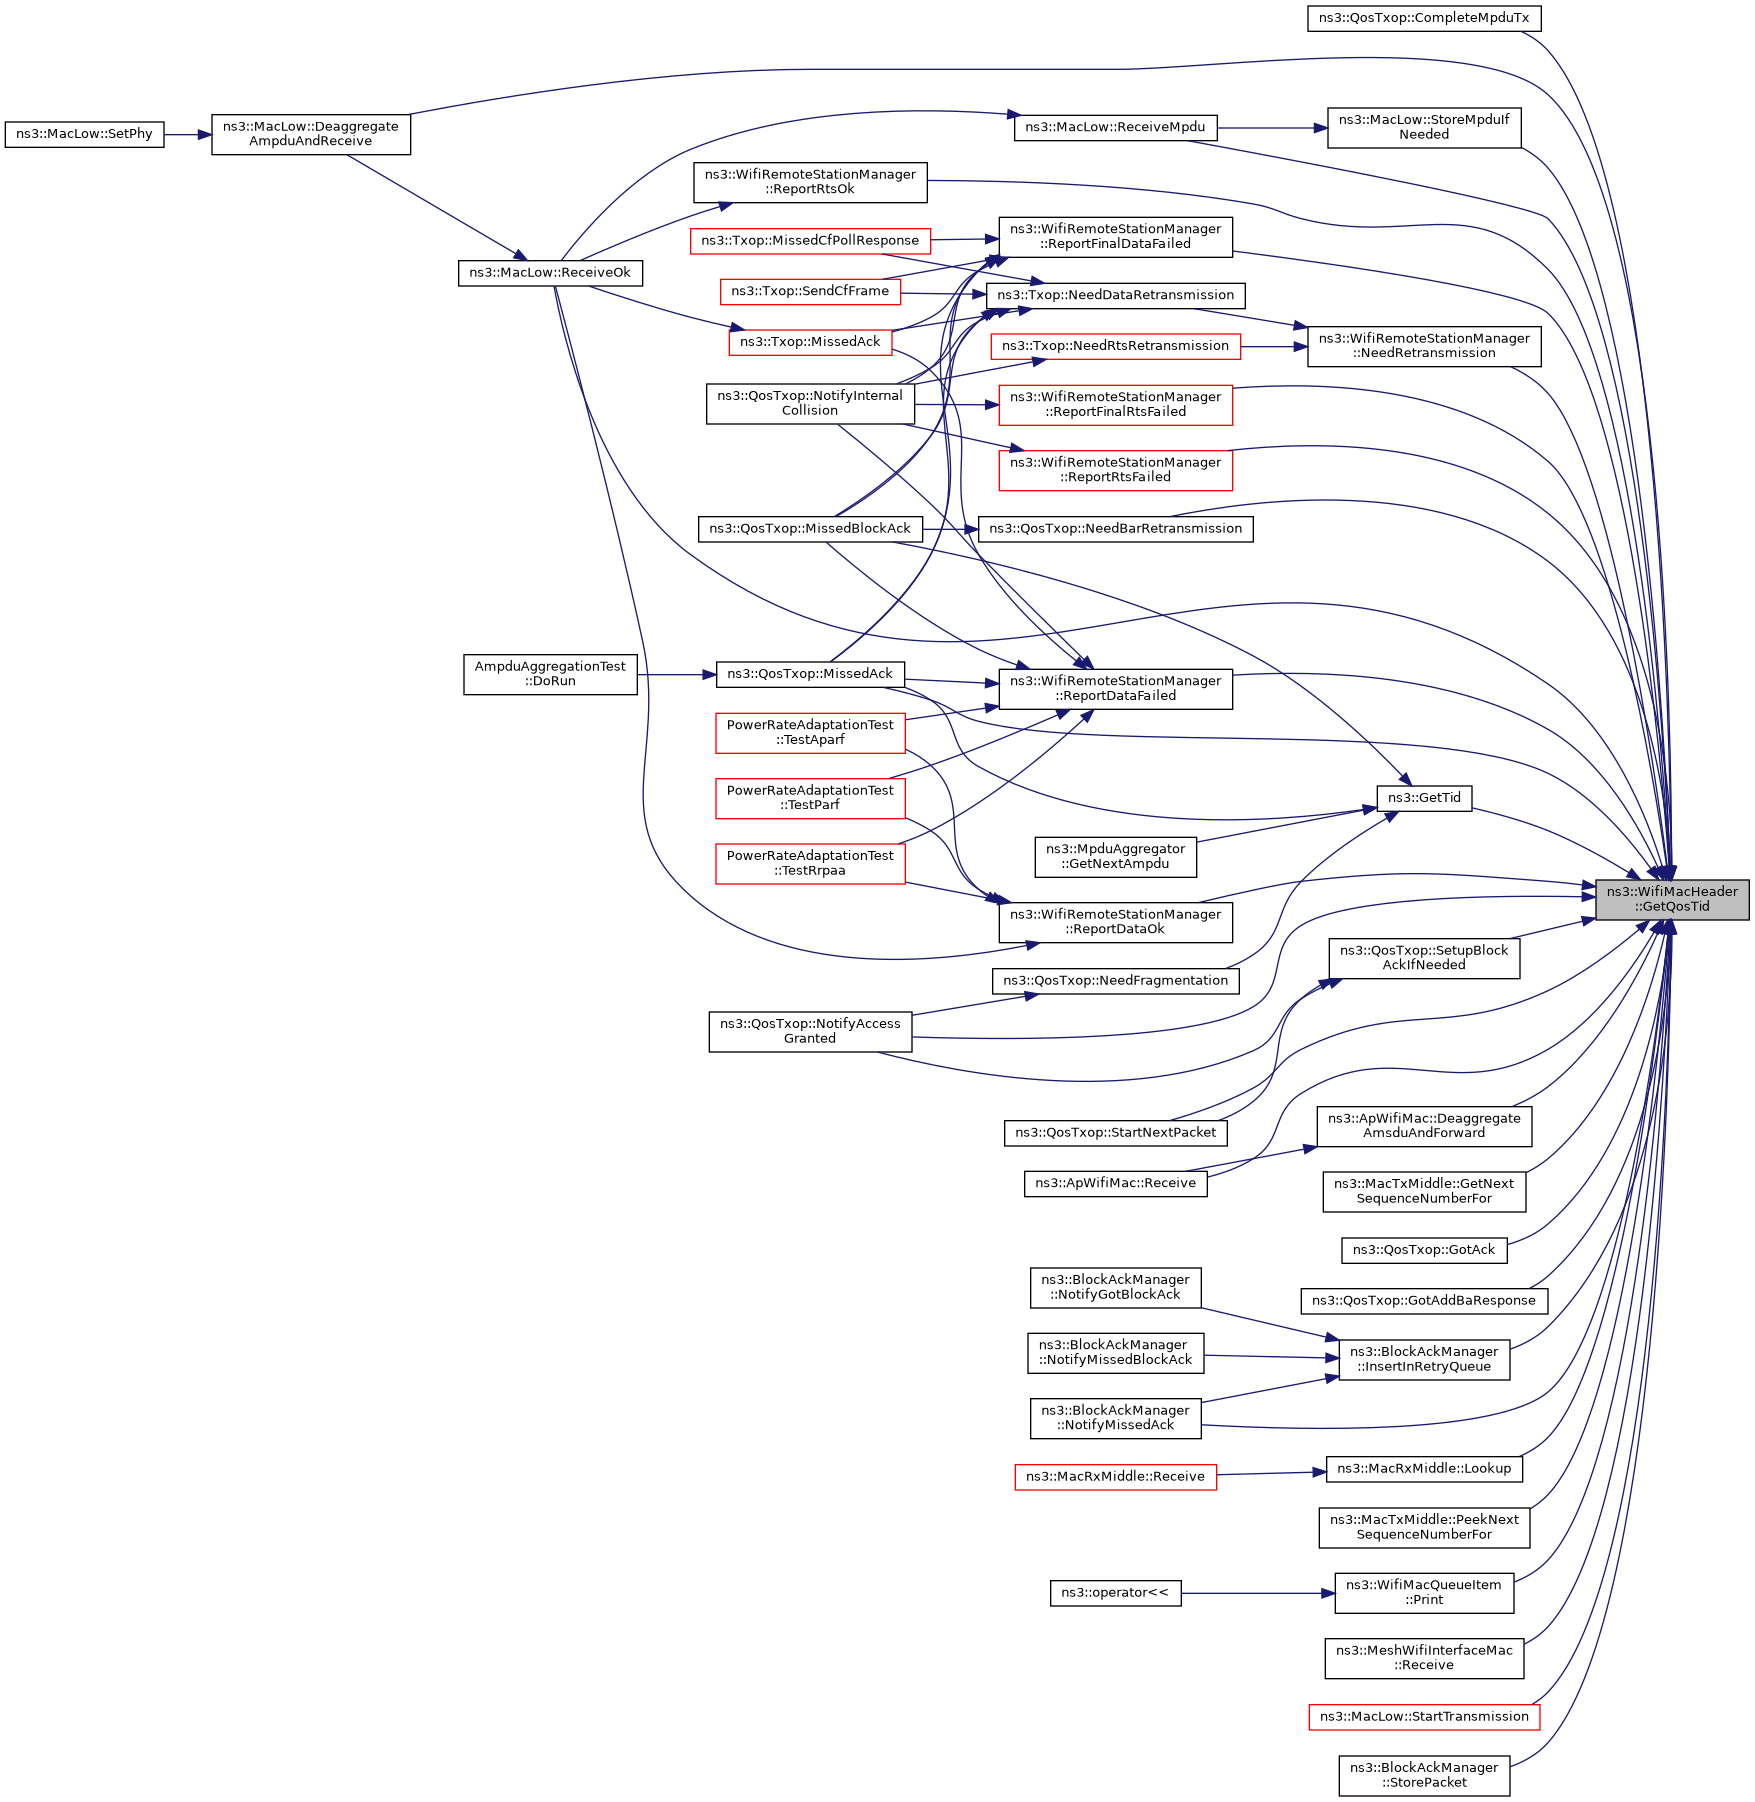 ns3::QosTxop::CompleteMpduTx
ns3::MacLow::SetPhy
ns3::MacLow::Deaggregate
AmpduAndReceive
ns3::MacLow::ReceiveMpdu
ns3::MacLow::StoreMpduIf
Needed
ns3::WifiRemoteStationManager
::ReportRtsOk
ns3::Txop::MissedCfPollResponse
ns3::WifiRemoteStationManager
::ReportFinalDataFailed
ns3::MacLow::ReceiveOk
ns3::Txop::SendCfFrame
ns3::Txop::NeedDataRetransmission
ns3::Txop::MissedAck
ns3::Txop::NeedRtsRetransmission
ns3::WifiRemoteStationManager
::NeedRetransmission
ns3::QosTxop::NotifyInternal
Collision
ns3::WifiRemoteStationManager
::ReportFinalRtsFailed
ns3::WifiRemoteStationManager
::ReportRtsFailed
ns3::QosTxop::MissedBlockAck
ns3::QosTxop::NeedBarRetransmission
AmpduAggregationTest
::DoRun
ns3::QosTxop::MissedAck
ns3::WifiRemoteStationManager
::ReportDataFailed
PowerRateAdaptationTest
::TestAparf
PowerRateAdaptationTest
::TestParf
ns3::GetTid
PowerRateAdaptationTest
::TestRrpaa
ns3::MpduAggregator
::GetNextAmpdu
ns3::WifiMacHeader
::GetQosTid
ns3::WifiRemoteStationManager
::ReportDataOk
ns3::QosTxop::SetupBlock
AckIfNeeded
ns3::QosTxop::NeedFragmentation
ns3::QosTxop::NotifyAccess
Granted
ns3::QosTxop::StartNextPacket
ns3::ApWifiMac::Deaggregate
AmsduAndForward
ns3::ApWifiMac::Receive
ns3::MacTxMiddle::GetNext
SequenceNumberFor
ns3::QosTxop::GotAck
ns3::BlockAckManager
::NotifyGotBlockAck
ns3::QosTxop::GotAddBaResponse
ns3::BlockAckManager
::NotifyMissedBlockAck
ns3::BlockAckManager
::InsertInRetryQueue
ns3::BlockAckManager
::NotifyMissedAck
ns3::MacRxMiddle::Receive
ns3::MacRxMiddle::Lookup
ns3::MacTxMiddle::PeekNext
SequenceNumberFor
ns3::operator<<
ns3::WifiMacQueueItem
::Print
ns3::MeshWifiInterfaceMac
::Receive
ns3::MacLow::StartTransmission
ns3::BlockAckManager
::StorePacket